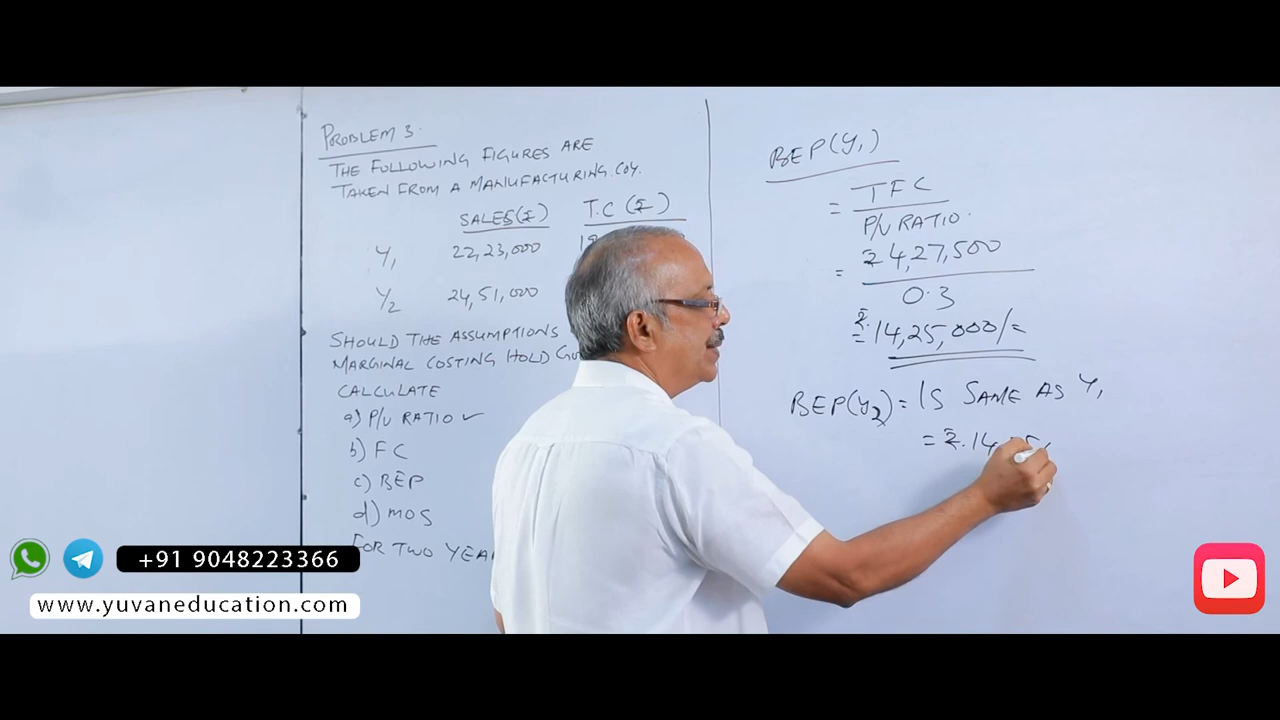 PROBLEM 3.
THE FOLLOWING FIGURES ARE
TAKEN FROM A MANUFACTURING COY.
SALES(₹) T.C (₹)
Y1 22,23,000
Y2 24,51,000
SHOULD THE ASSUMPTIONS
MARGINAL COSTING HOLD
CALCULATE
a) P/V RATIO ✓
b) FC
c) BEP
d) MOS
FOR TWO
BEP(Y1)
= TFC
P/V RATIO.
= ₹ 4,27,500
0.3
= ₹.14,25,000/=
BEP(Y2) = IS SAME AS Y1
= ₹.14
+91 9048223366
www.yuvaneducation.com